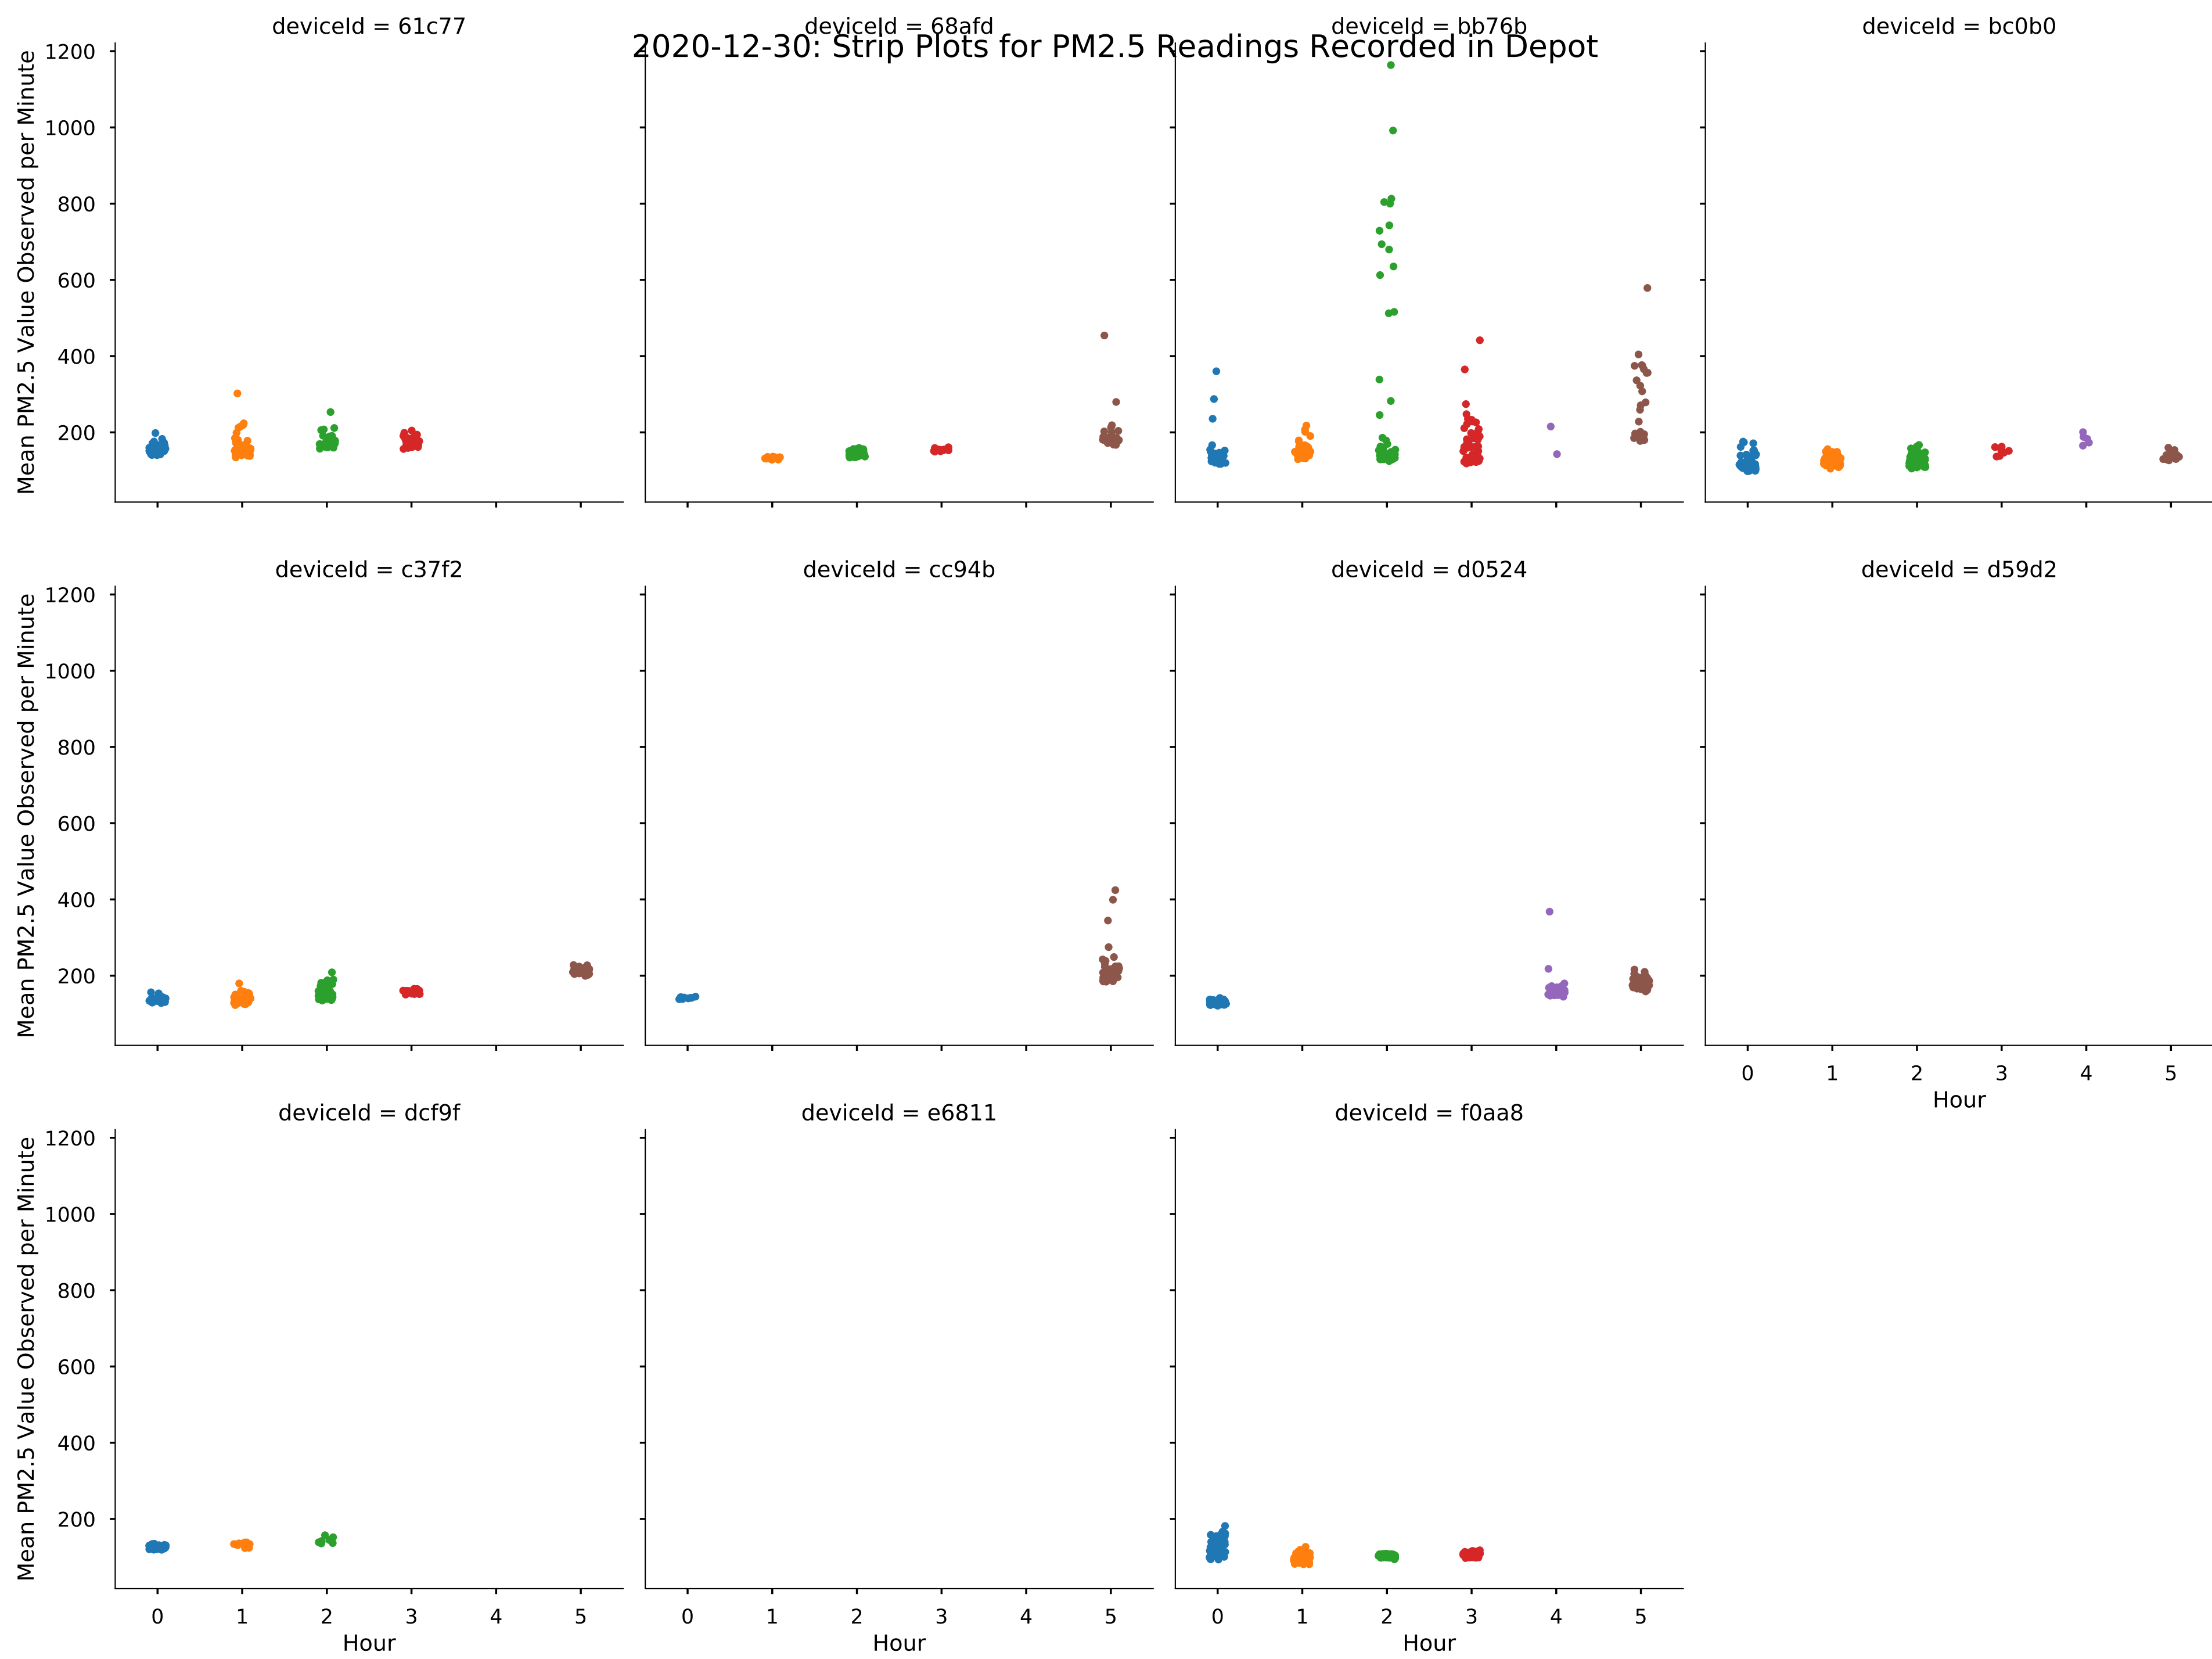 deviceId = 61c77
deviceId = 68afd
deviceId = bb76b
deviceId = bc0b0
2020-12-30: Strip Plots for PM2.5 Readings Recorded in Depot
Mean PM2.5 Value Observed per Minute
1200
1000
800
600
400
200
deviceId = c37f2
deviceId = cc94b
deviceId = d0524
deviceId = d59d2
Mean PM2.5 Value Observed per Minute
1200
1000
800
600
400
200
0 1 2 3 4 5
Hour
deviceId = dcf9f
deviceId = e6811
deviceId = f0aa8
Mean PM2.5 Value Observed per Minute
1200
1000
800
600
400
200
0 1 2 3 4 5
Hour
0 1 2 3 4 5
Hour
0 1 2 3 4 5
Hour